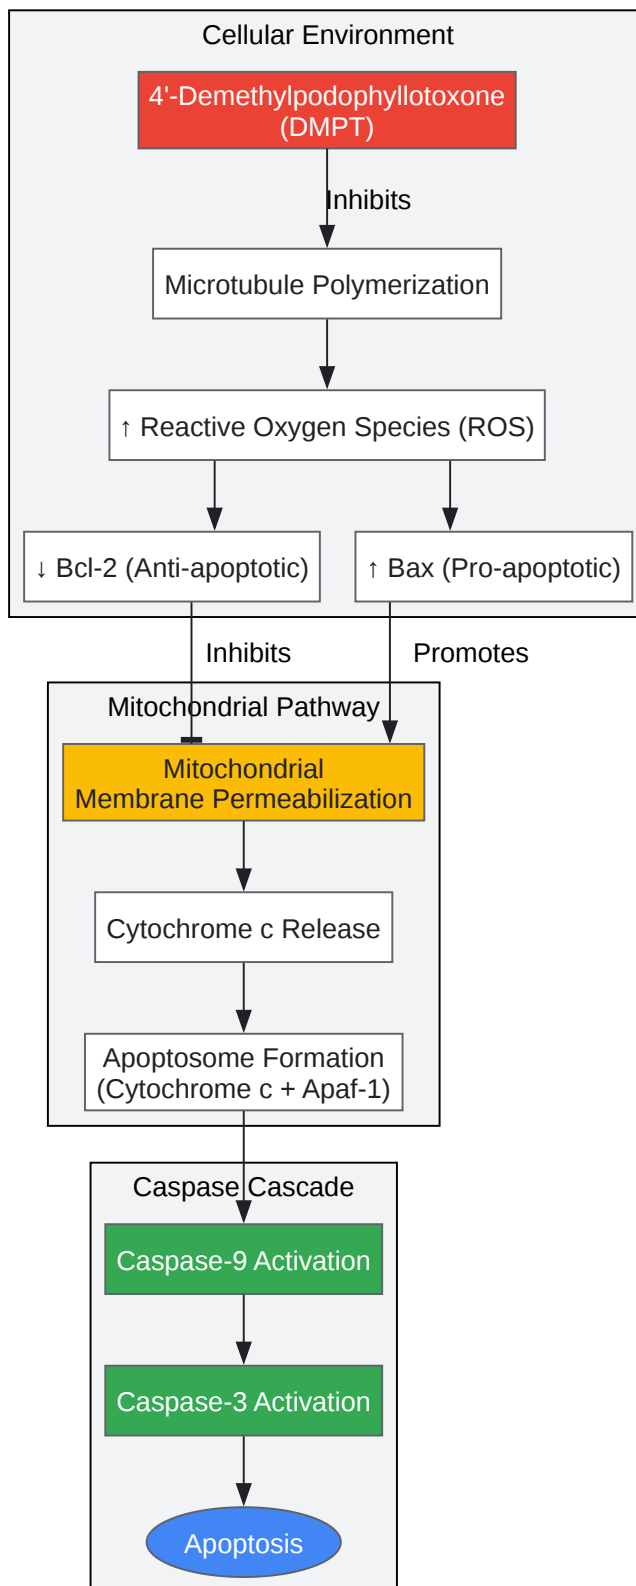 Cellular Environment
4'-Demethylpodophyllotoxone
(DMPT)
Inhibits
Microtubule Polymerization
↑ Reactive Oxygen Species (ROS)
↓ Bcl-2 (Anti-apoptotic)
↑ Bax (Pro-apoptotic)
Inhibits
Promotes
Mitochondrial Pathway
Mitochondrial
Membrane Permeabilization
Cytochrome c Release
Apoptosome Formation
(Cytochrome c + Apaf-1)
Caspase Cascade
Caspase-9 Activation
Caspase-3 Activation
Apoptosis